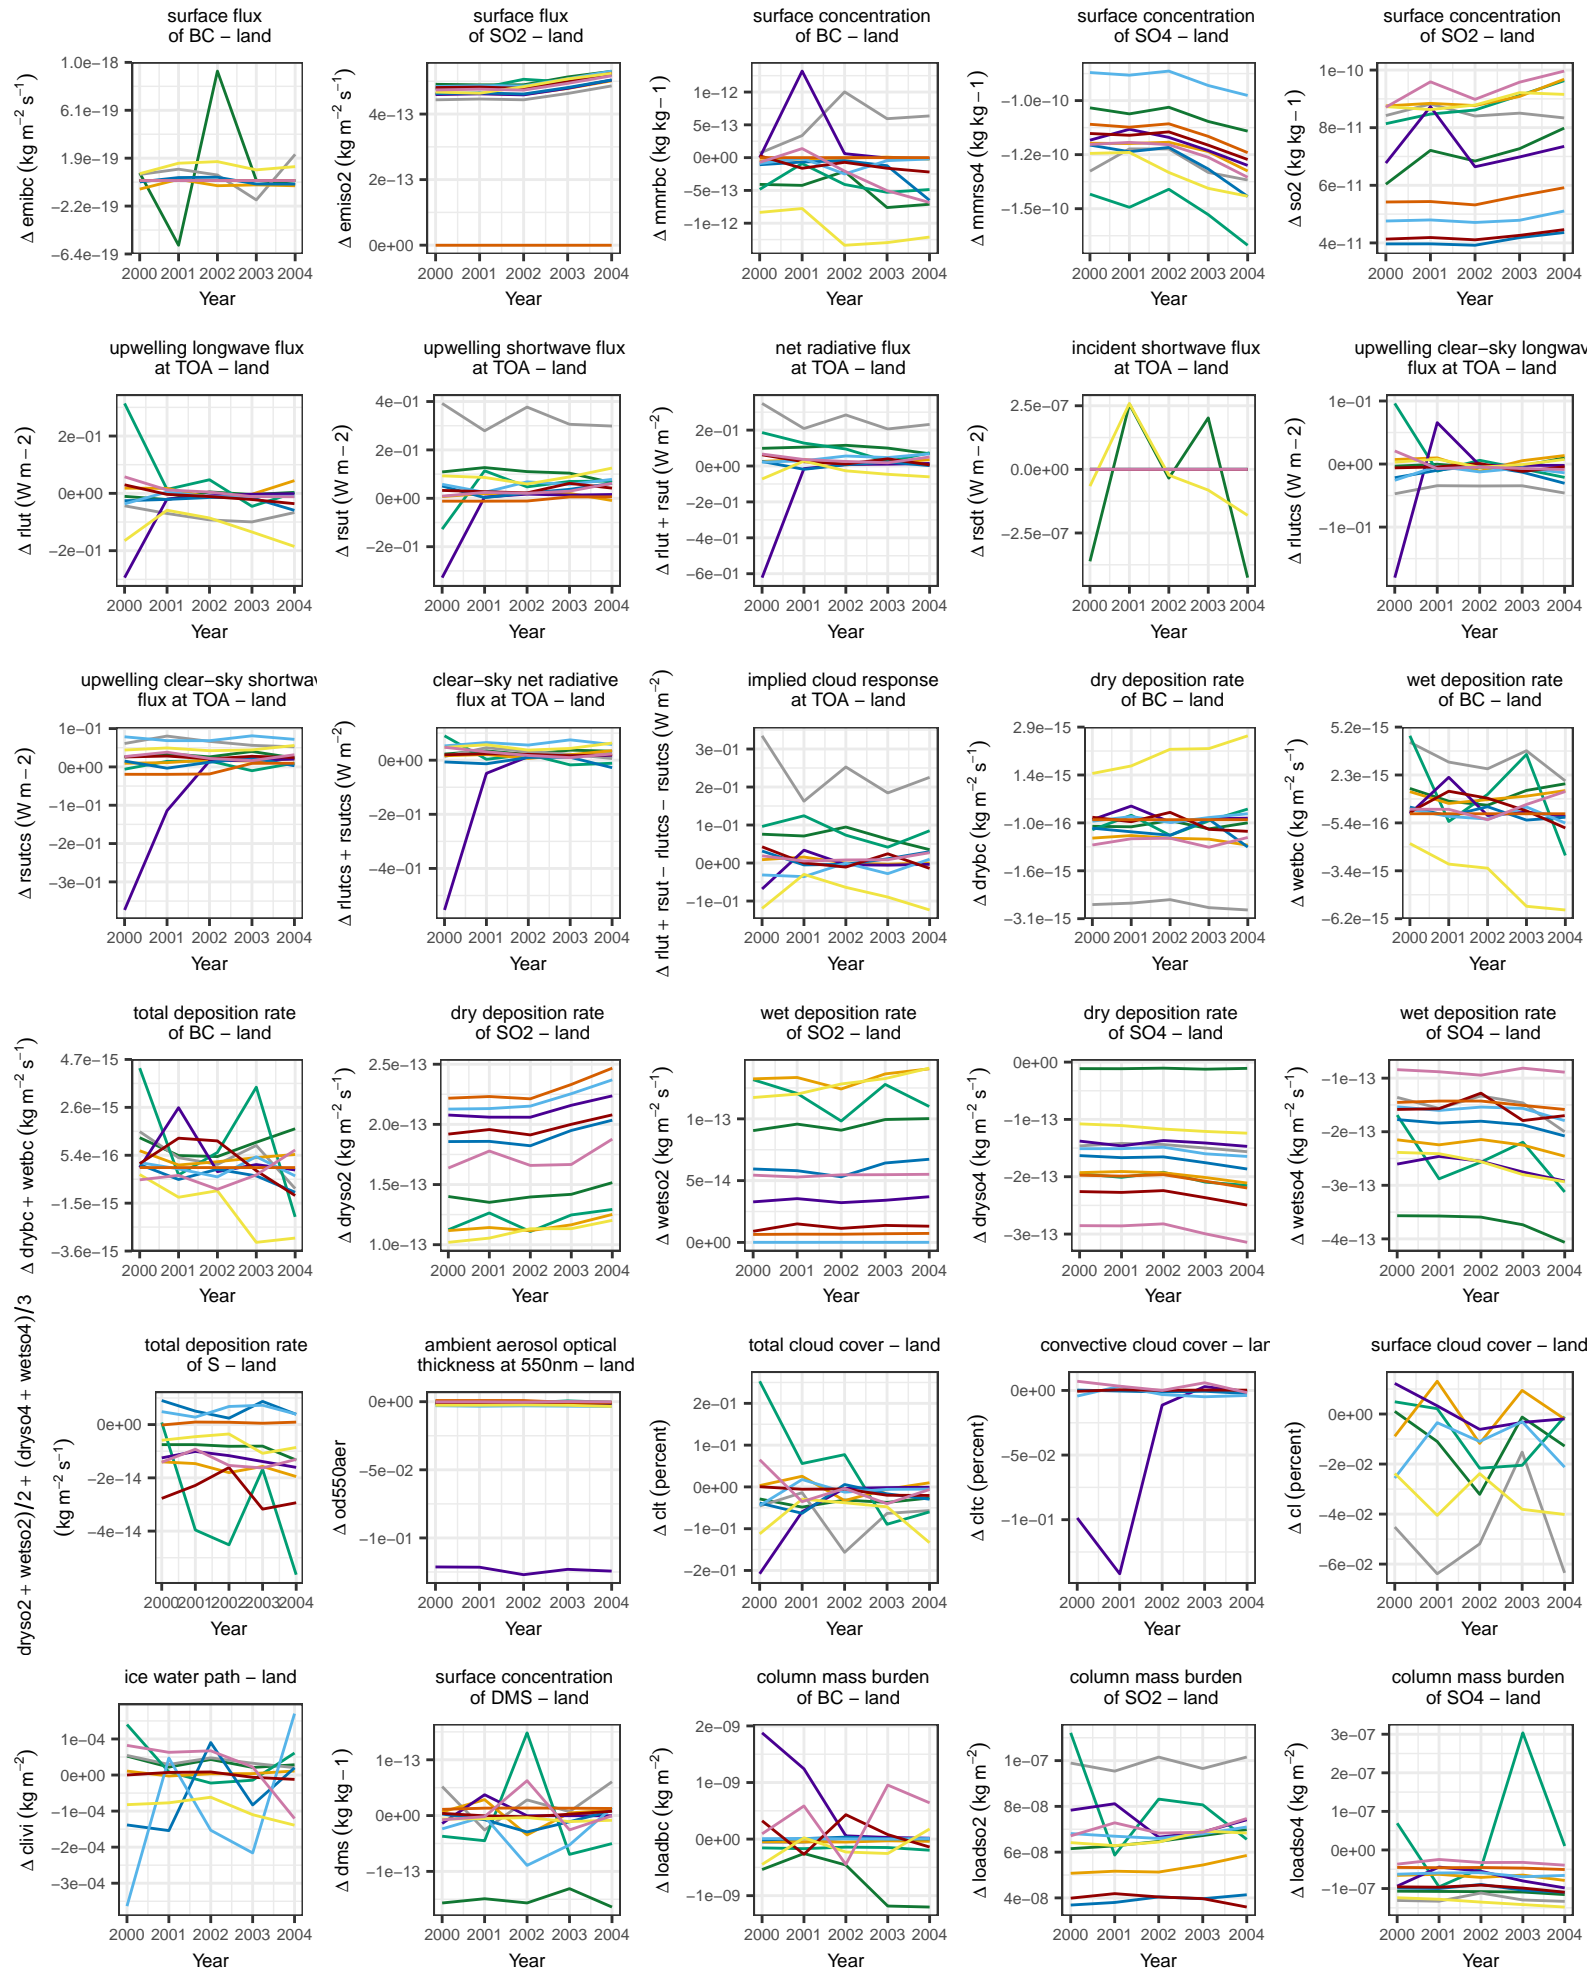 surface flux
of BC − land
Δ emibc (kg m−2 s−1)
1.0e−18
6.1e−19
1.9e−19
−2.2e−19
−6.4e−19
2000 2001 2002 2003 2004
Year
surface flux
of SO2 − land
Δ emiso2 (kg m−2 s−1)
4e−13
2e−13
0e+00
2000 2001 2002 2003 2004
Year
surface concentration
of BC − land
Δ mmrbc (kg kg − 1)
1e−12
5e−13
0e+00
−5e−13
−1e−12
2000 2001 2002 2003 2004
Year
surface concentration
of SO4 − land
Δ mmrso4 (kg kg − 1)
−1.0e−10
−1.2e−10
−1.5e−10
2000 2001 2002 2003 2004
Year
surface concentration
of SO2 − land
Δ so2 (kg kg − 1)
1e−10
8e−11
6e−11
4e−11
2000 2001 2002 2003 2004
Year
upwelling longwave flux
at TOA − land
Δ rlut (W m − 2)
2e−01
0e+00
−2e−01
2000 2001 2002 2003 2004
Year
upwelling shortwave flux
at TOA − land
Δ rsut (W m − 2)
4e−01
2e−01
0e+00
−2e−01
2000 2001 2002 2003 2004
Year
net radiative flux
at TOA − land
Δ rlut + rsut (W m−2)
2e−01
0e+00
−2e−01
−4e−01
−6e−01
2000 2001 2002 2003 2004
Year
incident shortwave flux
at TOA − land
Δ rsdt (W m − 2)
2.5e−07
0.0e+00
−2.5e−07
2000 2001 2002 2003 2004
Year
upwelling clear−sky longwav
flux at TOA − land
Δ rlutcs (W m − 2)
1e−01
0e+00
−1e−01
2000 2001 2002 2003 2004
Year
upwelling clear−sky shortwav
flux at TOA − land
Δ rsutcs (W m − 2)
1e−01
0e+00
−1e−01
−2e−01
−3e−01
2000 2001 2002 2003 2004
Year
clear−sky net radiative
flux at TOA − land
Δ rlutcs + rsutcs (W m−2)
0e+00
−2e−01
−4e−01
2000 2001 2002 2003 2004
Year
implied cloud response
at TOA − land
Δ rlut + rsut − rlutcs − rsutcs (W m−2)
3e−01
2e−01
1e−01
0e+00
−1e−01
2000 2001 2002 2003 2004
Year
dry deposition rate
of BC − land
Δ drybc (kg m−2 s−1)
2.9e−15
1.4e−15
−1.0e−16
−1.6e−15
−3.1e−15
2000 2001 2002 2003 2004
Year
wet deposition rate
of BC − land
Δ wetbc (kg m−2 s−1)
5.2e−15
2.3e−15
−5.4e−16
−3.4e−15
−6.2e−15
2000 2001 2002 2003 2004
Year
total deposition rate
of BC − land
Δ drybc + wetbc (kg m−2 s−1)
4.7e−15
2.6e−15
5.4e−16
−1.5e−15
−3.6e−15
2000 2001 2002 2003 2004
Year
dry deposition rate
of SO2 − land
Δ dryso2 (kg m−2 s−1)
2.5e−13
2.0e−13
1.5e−13
1.0e−13
2000 2001 2002 2003 2004
Year
wet deposition rate
of SO2 − land
Δ wetso2 (kg m−2 s−1)
1e−13
5e−14
0e+00
2000 2001 2002 2003 2004
Year
dry deposition rate
of SO4 − land
Δ dryso4 (kg m−2 s−1)
0e+00
−1e−13
−2e−13
−3e−13
2000 2001 2002 2003 2004
Year
wet deposition rate
of SO4 − land
Δ wetso4 (kg m−2 s−1)
−1e−13
−2e−13
−3e−13
−4e−13
2000 2001 2002 2003 2004
Year
total deposition rate
of S − land
dryso2 + wetso2)/2 + (dryso4 + wetso4)/3
(kg m−2 s−1)
0e+00
−2e−14
−4e−14
2000 2001 2002 2003 2004
Year
ambient aerosol optical
thickness at 550nm − land
Δ od550aer
0e+00
−5e−02
−1e−01
2000 2001 2002 2003 2004
Year
total cloud cover − land
Δ clt (percent)
2e−01
1e−01
0e+00
−1e−01
−2e−01
2000 2001 2002 2003 2004
Year
convective cloud cover − lar
Δ cltc (percent)
0e+00
−5e−02
−1e−01
2000 2001 2002 2003 2004
Year
surface cloud cover − land
Δ cl (percent)
0e+00
−2e−02
−4e−02
−6e−02
2000 2001 2002 2003 2004
Year
ice water path − land
Δ clivi (kg m−2)
1e−04
0e+00
−1e−04
−2e−04
−3e−04
2000 2001 2002 2003 2004
Year
surface concentration
of DMS − land
Δ dms (kg kg − 1)
1e−13
0e+00
−1e−13
2000 2001 2002 2003 2004
Year
column mass burden
of BC − land
Δ loadbc (kg m−2)
2e−09
1e−09
0e+00
−1e−09
2000 2001 2002 2003 2004
Year
column mass burden
of SO2 − land
Δ loadso2 (kg m−2)
1e−07
8e−08
6e−08
4e−08
2000 2001 2002 2003 2004
Year
column mass burden
of SO4 − land
Δ loadso4 (kg m−2)
3e−07
2e−07
1e−07
0e+00
−1e−07
2000 2001 2002 2003 2004
Year